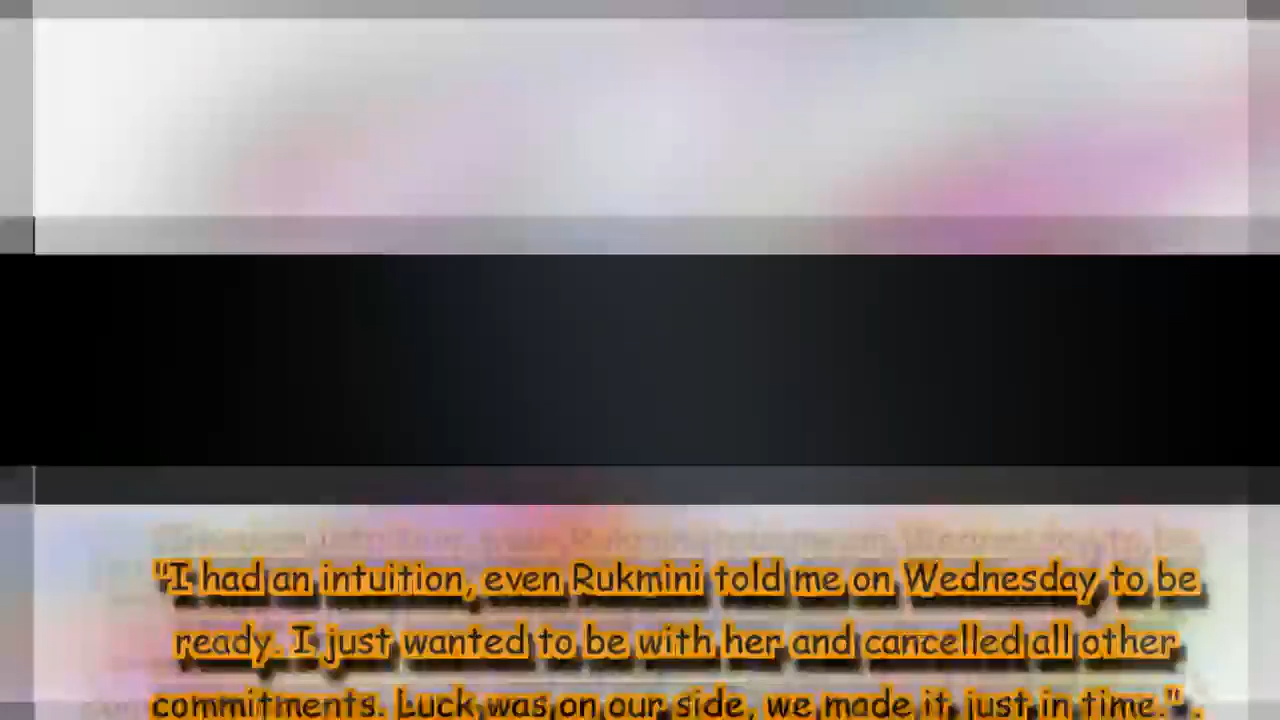 "I had an intuition, even Rukmini told me on Wednesday to be
ready. I just wanted to be with her and cancelled all other
commitments. Luck was on our side, we made it just in time." .